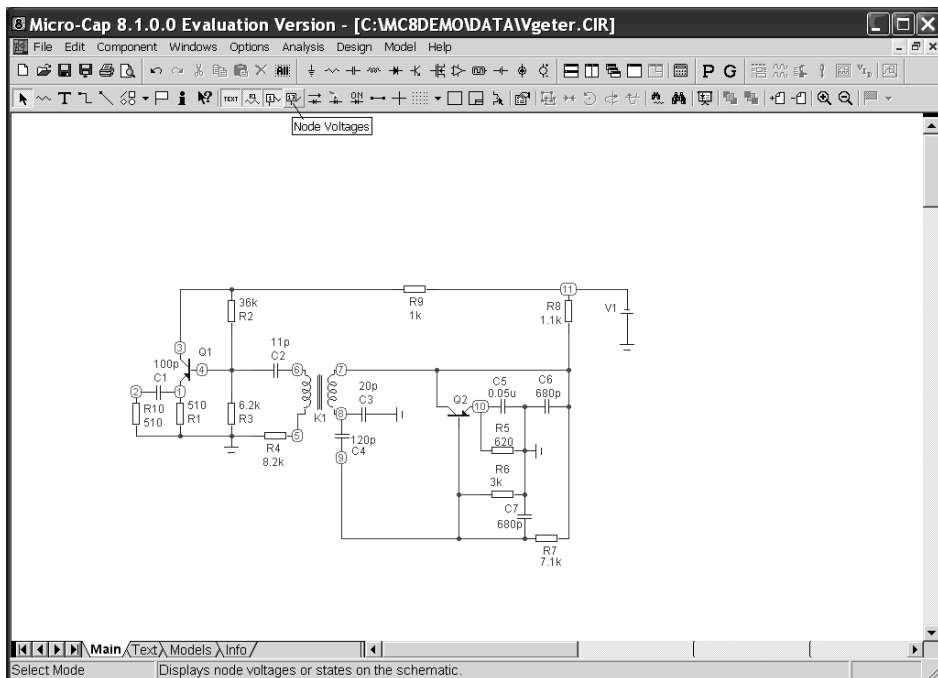 Micro-Cap 8.1.0.0 Evaluation Version - [C:\MC8DEMO\DATA\Vgeter.CIR]
File Edit Component Windows Options Analysis Design Model Help
P G
T TEXT ON
Node Voltages
11
36k
R2
R9
1k
R8
1.1k
V1
3
Q1
11p
C2
100p
C1
4
6
7
20p
C3
C5
0.05u
C6
680p
2
1
Q2
10
R10
510
510
R1
6.2k
R3
K1
8
5
R5
620
R4
8.2k
120p
C4
9
R6
3k
C7
680p
R7
7.1k
Main Text Models Info
Select Mode Displays node voltages or states on the schematic.